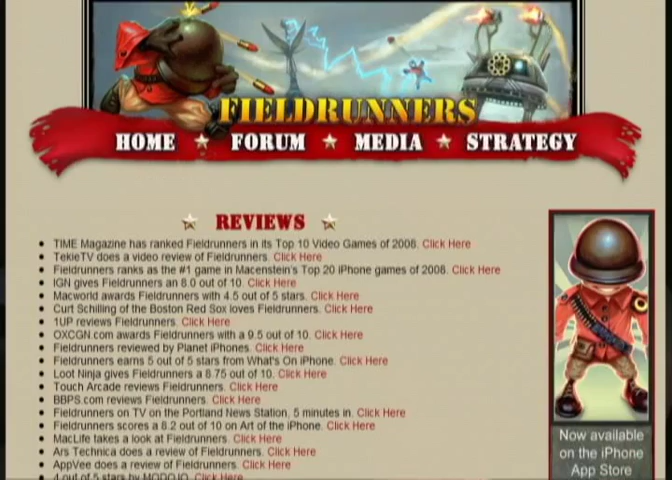 FIELDRUNNERS
HOME FORUM MEDIA STRATEGY
REVIEWS
TIME Magazine has ranked Fieldrunners in its Top 10 Video Games of 2008. Click Here
TekieTV does a video review of Fieldrunners. Click Here
Fieldrunners ranks as the #1 game in Macenstein's Top 20 iPhone games of 2008. Click Here
IGN gives Fieldrunners an 8.0 out of 10. Click Here
Macworld awards Fieldrunners with 4.5 out of 5 stars. Click Here
Curt Schilling of the Boston Red Sox loves Fieldrunners. Click Here
1UP reviews Fieldrunners. Click Here
OXCGN.com awards Fieldrunners with a 9.5 out of 10. Click Here
Fieldrunners reviewed by Planet iPhones. Click Here
Fieldrunners earns 5 out of 5 stars from What's On iPhone. Click Here
Loot Ninja gives Fieldrunners a 8.75 out of 10. Click Here
Touch Arcade reviews Fieldrunners. Click Here
BBPS.com reviews Fieldrunners. Click Here
Fieldrunners on TV on the Portland News Station, 5 minutes in. Click Here
Fieldrunners scores a 8.2 out of 10 on Art of the iPhone. Click Here
MacLife takes a look at Fieldrunners. Click Here
Ars Technica does a review of Fieldrunners. Click Here
AppVee does a review of Fieldrunners. Click Here
4 out of 5 stars by MODOJO. Click Here
Now available
on the iPhone
App Store